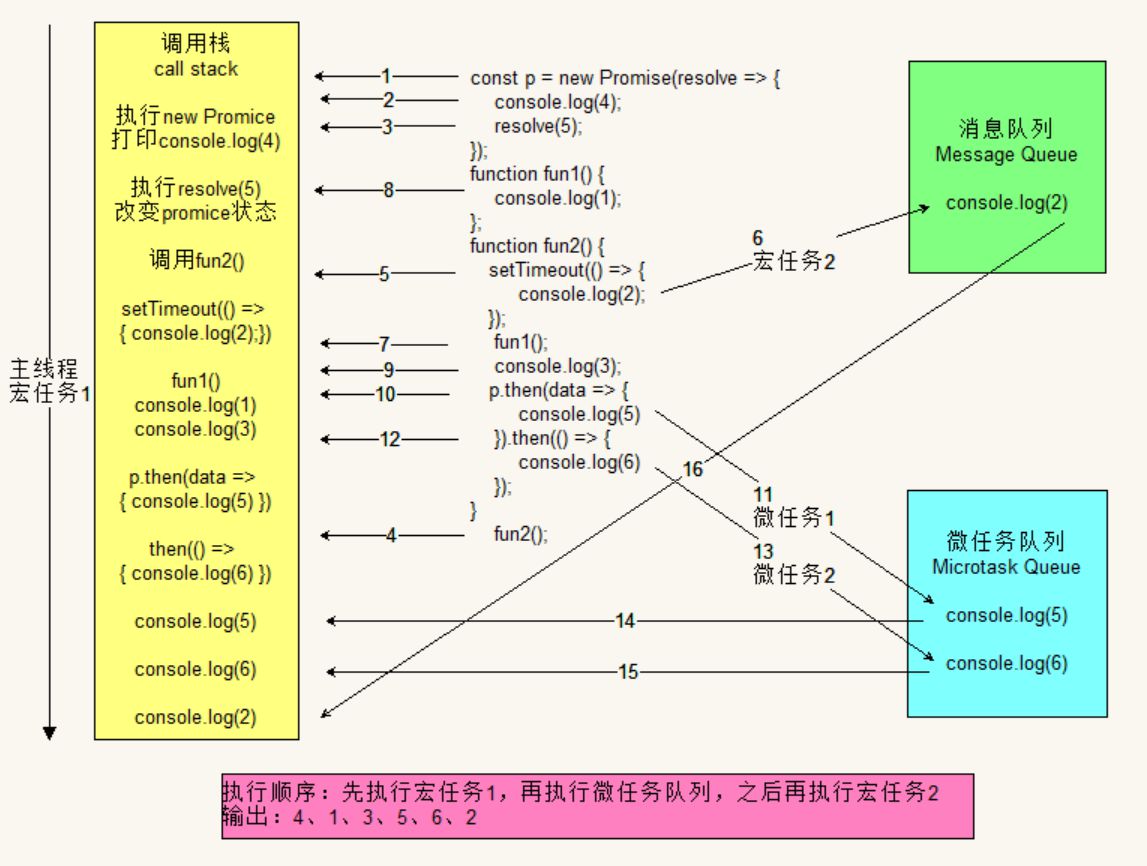 调用栈
call stack
执行new Promice
打印console.log(4)
执行resolve(5)
改变promice状态
调用fun2()
setTimeout(() =>
{ console.log(2);})
fun1()
console.log(1)
console.log(3)
p.then(data =>
{ console.log(5) })
then(() =>
{ console.log(6) })
console.log(5)
console.log(6)
console.log(2)
主线程
宏任务1
1
2
3
8
5
7
9
10
12
4
14
15
const p = new Promise(resolve => {
console.log(4);
resolve(5);
});
function fun1() {
console.log(1);
};
function fun2() {
setTimeout(() => {
console.log(2);
});
fun1();
console.log(3);
p.then(data => {
console.log(5)
}).then(() => {
console.log(6)
});
}
fun2();
6
宏任务2
16
11
微任务1
13
微任务2
消息队列
Message Queue
console.log(2)
微任务队列
Microtask Queue
console.log(5)
console.log(6)
执行顺序：先执行宏任务1，再执行微任务队列，之后再执行宏任务2
输出：4、1、3、5、6、2